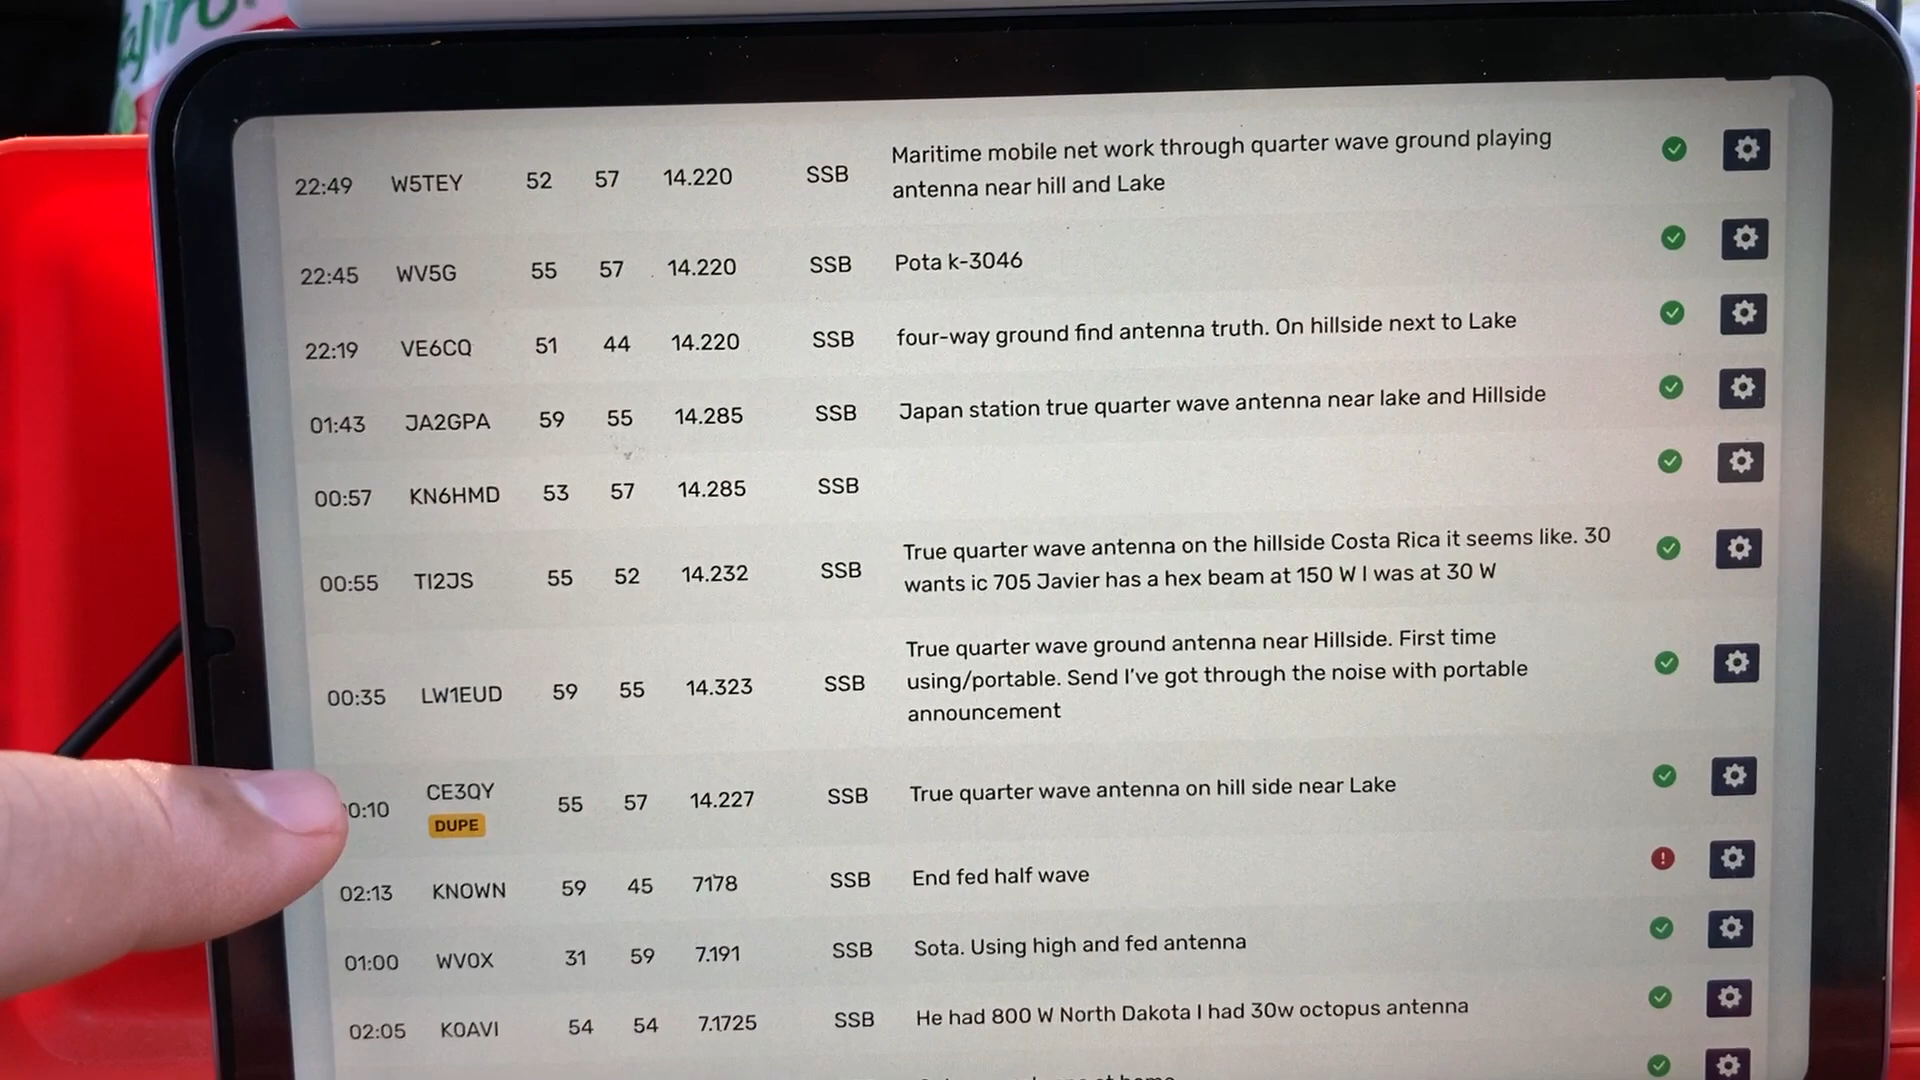 22:49 W5TEY 52 57 14.220 SSB Maritime mobile net work through quarter wave ground playing
antenna near hill and Lake
22:45 WV5G 55 57 14.220 SSB Pota k-3046
22:19 VE6CQ 51 44 14.220 SSB four-way ground find antenna truth. On hillside next to Lake
01:43 JA2GPA 59 55 14.285 SSB Japan station true quarter wave antenna near lake and Hillside
00:57 KN6HMD 53 57 14.285 SSB
00:55 TI2JS 55 52 14.232 SSB True quarter wave antenna on the hillside Costa Rica it seems like. 30
wants ic 705 Javier has a hex beam at 150 W I was at 30 W
00:35 LW1EUD 59 55 14.323 SSB True quarter wave ground antenna near Hillside. First time
using/portable. Send I've got through the noise with portable
announcement
0:10 CE3QY 55 57 14.227 SSB True quarter wave antenna on hill side near Lake
DUPE
02:13 KNOWN 59 45 7178 SSB End fed half wave
01:00 WV0X 31 59 7.191 SSB Sota. Using high and fed antenna
02:05 K0AVI 54 54 7.1725 SSB He had 800 W North Dakota I had 30w octopus antenna